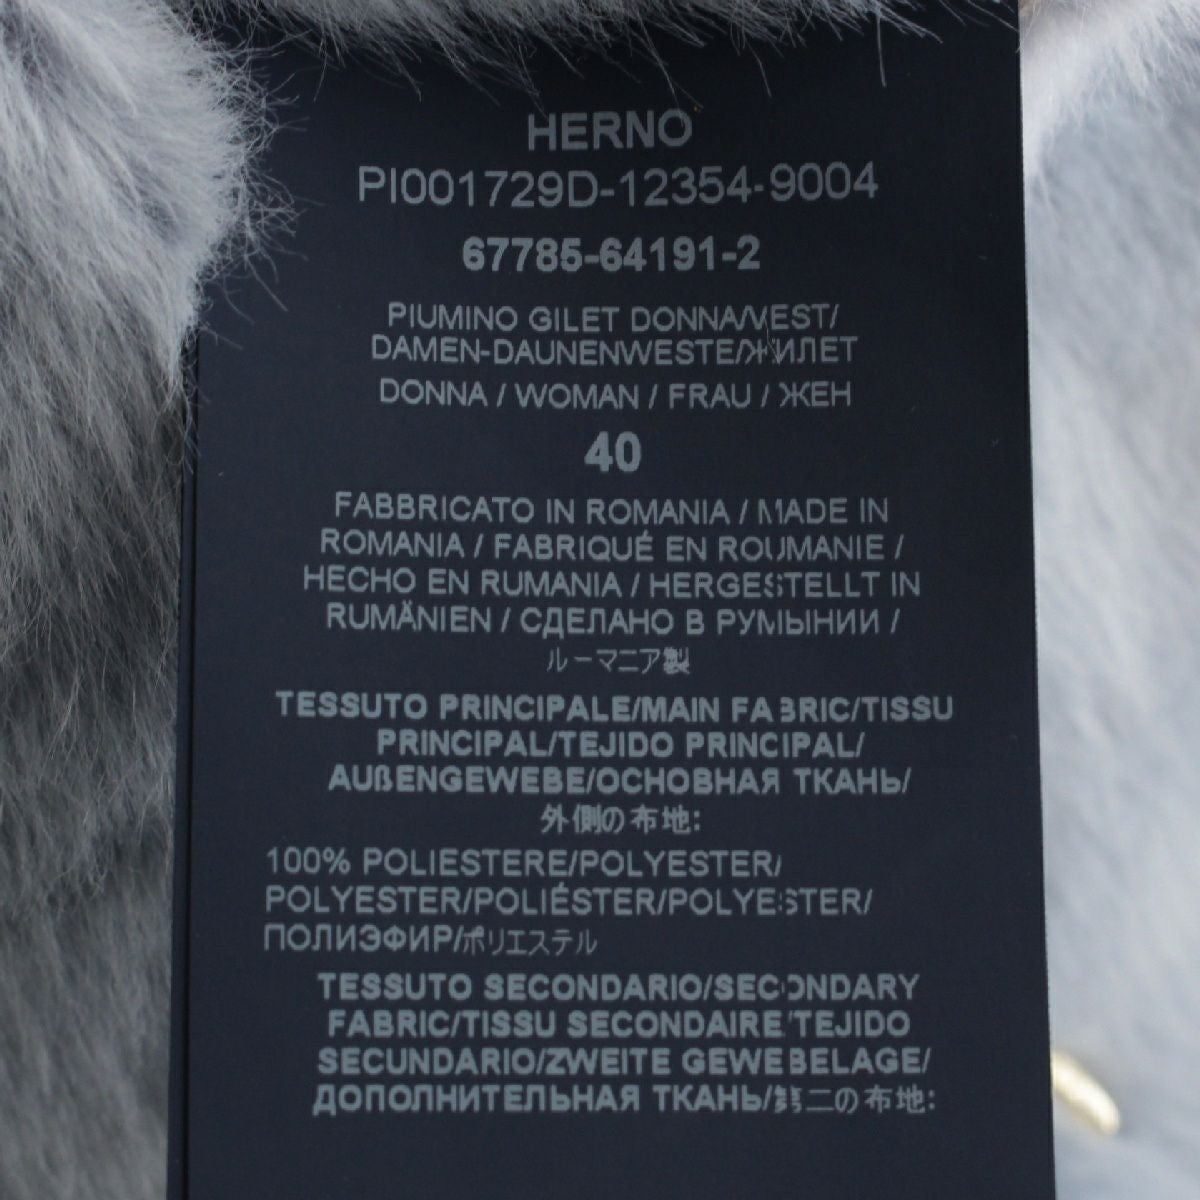 HERNO
PI001729D-12354-9004
67785-64191-2
PIUMINO GILET DONNA/VEST/
DAMEN-DAUNENWESTE/ЖИЛЕТ
DONNA / WOMAN / FRAU / ЖЕН
40
FABBRICATO IN ROMANIA / MADE IN
ROMANIA / FABRIQUÉ EN ROUMANIE /
HECHO EN RUMANIA / HERGESTELLT IN
RUMÄNIEN / СДЕЛАНО В РУМЫНИИ /
ルーマニア製
TESSUTO PRINCIPALE/MAIN FABRIC/TISSU
PRINCIPAL/TEJIDO PRINCIPAL/
AUßENGEWEBE/ОСНОВНАЯ ТКАНЬ/
外側の布地:
100% POLIESTERE/POLYESTER/
POLYESTER/POLIÉSTER/POLYESTER/
ПОЛИЭФИР/ポリエステル
TESSUTO SECONDARIO/SECONDARY
FABRIC/TISSU SECONDAIRE/TEJIDO
SECUNDARIO/ZWEITE GEWEBELAGE/
ДОПОЛНИТЕЛЬНАЯ ТКАНЬ/第二の布地: